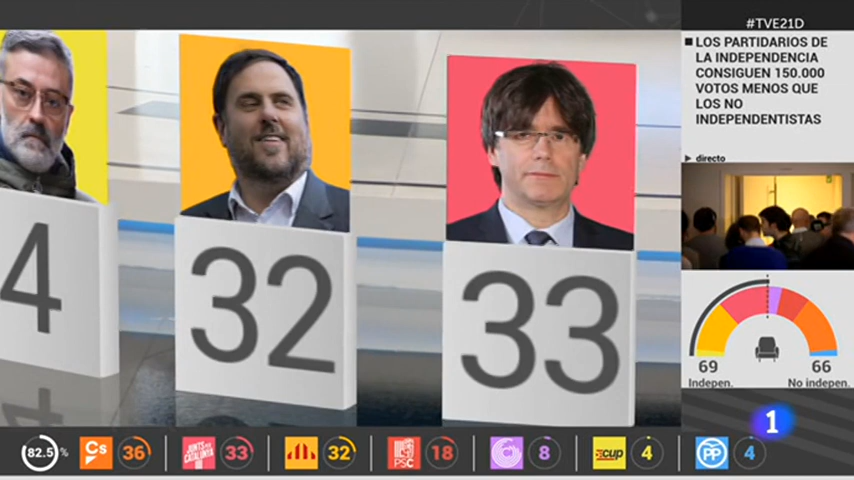 #TVE21D
LOS PARTIDARIOS DE
LA INDEPENDENCIA
CONSIGUEN 150.000
VOTOS MENOS QUE
LOS NO
INDEPENDENTISTAS
directo
4
32
33
69
Indepen.
66
No indepen.
1
82.5 %
Cs
36
JUNTS PER
CATALUNYA
33
32
PSC
18
8
cup
4
PP
4